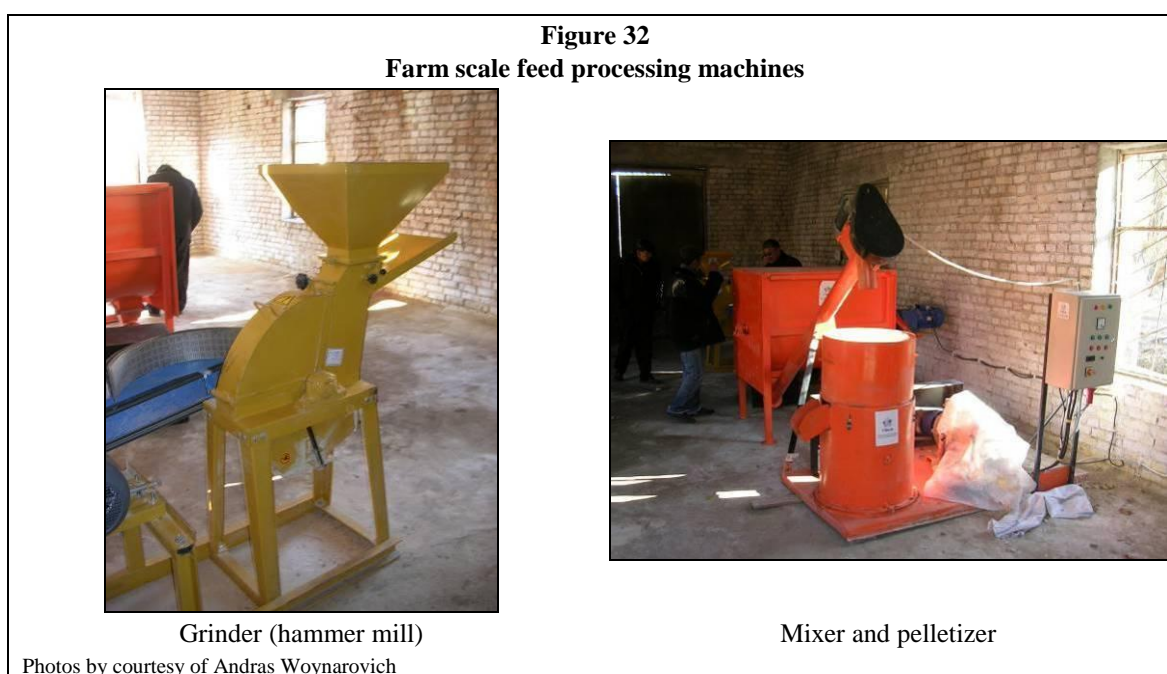 Figure 32
Farm scale feed processing machines
Grinder (hammer mill)
Mixer and pelletizer
Photos by courtesy of Andras Woynarovich